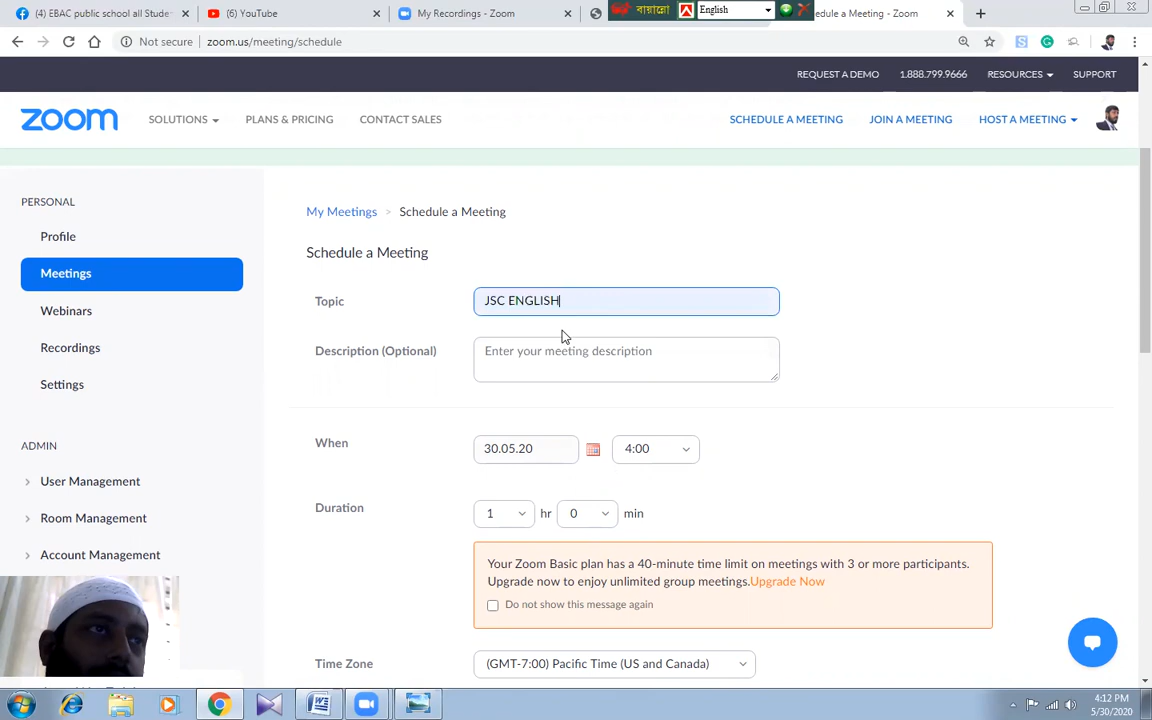 (4) EBAC public school all Stude
(6) YouTube
My Recordings - Zoom
বায়ান্নো
English
edule a Meeting - Zoom
Not secure
zoom.us/meeting/schedule
REQUEST A DEMO
1.888.799.9666
RESOURCES
SUPPORT
zoom
SOLUTIONS
PLANS & PRICING
CONTACT SALES
SCHEDULE A MEETING
JOIN A MEETING
HOST A MEETING
PERSONAL
Profile
Meetings
Webinars
Recordings
Settings
ADMIN
User Management
Room Management
Account Management
My Meetings > Schedule a Meeting
Schedule a Meeting
Topic
JSC ENGLISH
Description (Optional)
Enter your meeting description
When
30.05.20
4:00
Duration
1 hr 0 min
Your Zoom Basic plan has a 40-minute time limit on meetings with 3 or more participants.
Upgrade now to enjoy unlimited group meetings.Upgrade Now
Do not show this message again
Time Zone
(GMT-7:00) Pacific Time (US and Canada)
4:12 PM
5/30/2020